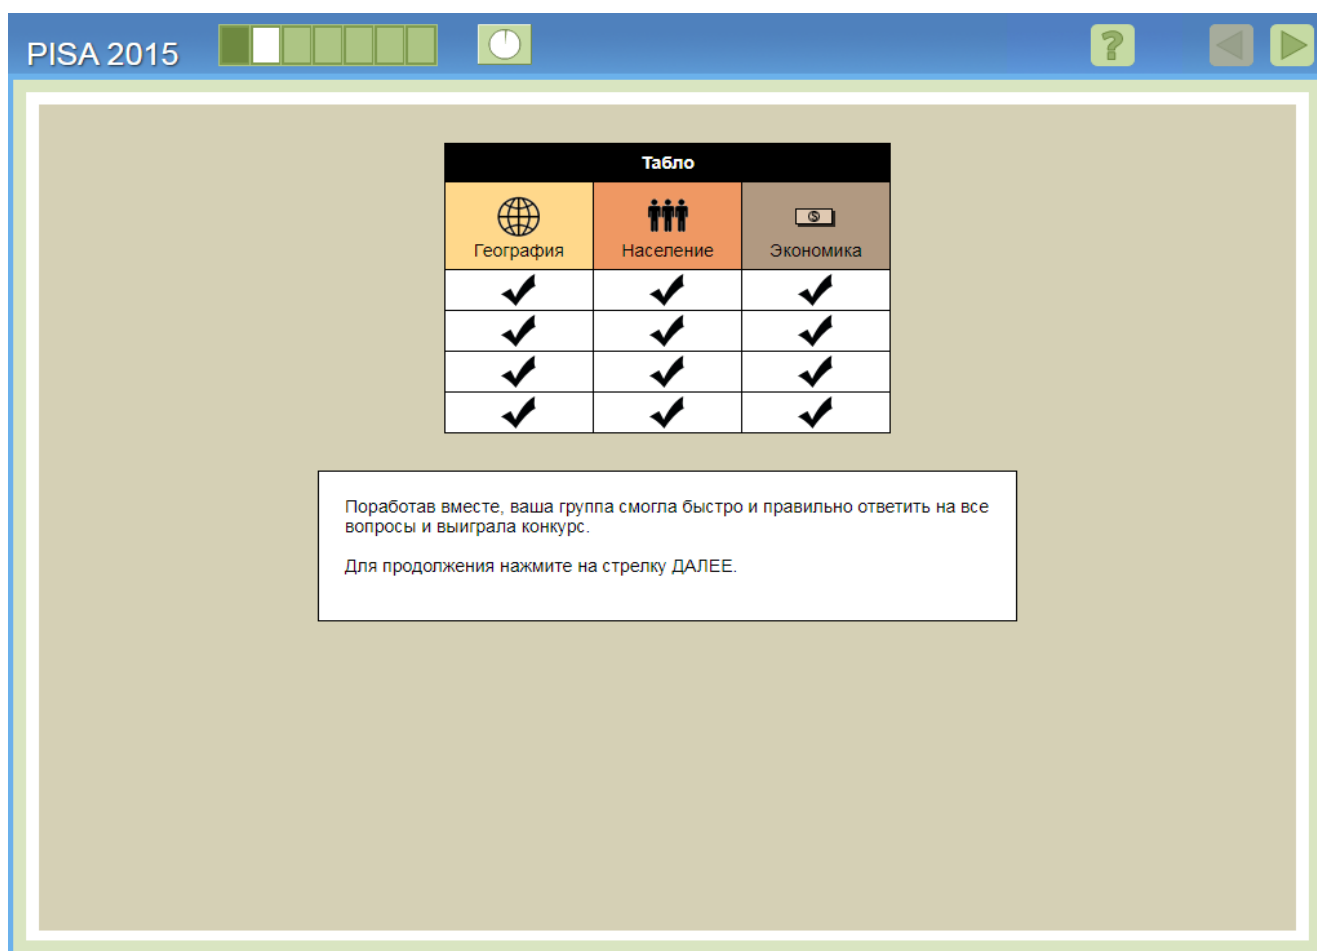 PISA 2015
?
Табло
География Население Экономика
Поработав вместе, ваша группа смогла быстро и правильно ответить на все
вопросы и выиграла конкурс.
Для продолжения нажмите на стрелку ДАЛЕЕ.